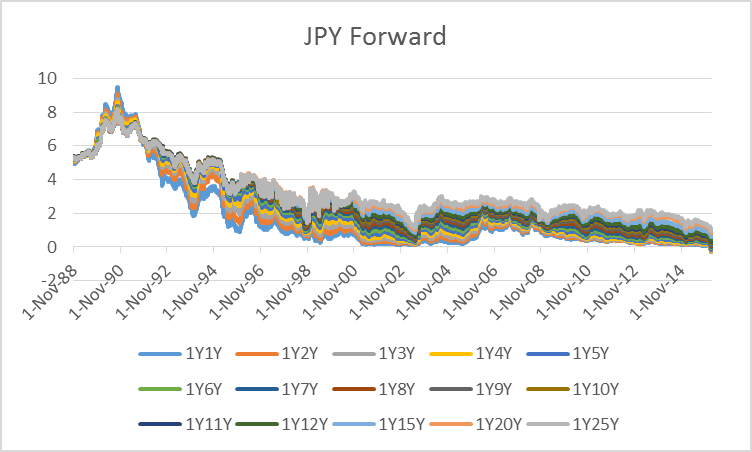 JPY Forward
10
8
6
4
2
0
-2
1-Nov-88
1-Nov-90
1-Nov-92
1-Nov-94
1-Nov-96
1-Nov-98
1-Nov-00
1-Nov-02
1-Nov-04
1-Nov-06
1-Nov-08
1-Nov-10
1-Nov-12
1-Nov-14
1Y1Y 1Y2Y 1Y3Y 1Y4Y 1Y5Y
1Y6Y 1Y7Y 1Y8Y 1Y9Y 1Y10Y
1Y11Y 1Y12Y 1Y15Y 1Y20Y 1Y25Y